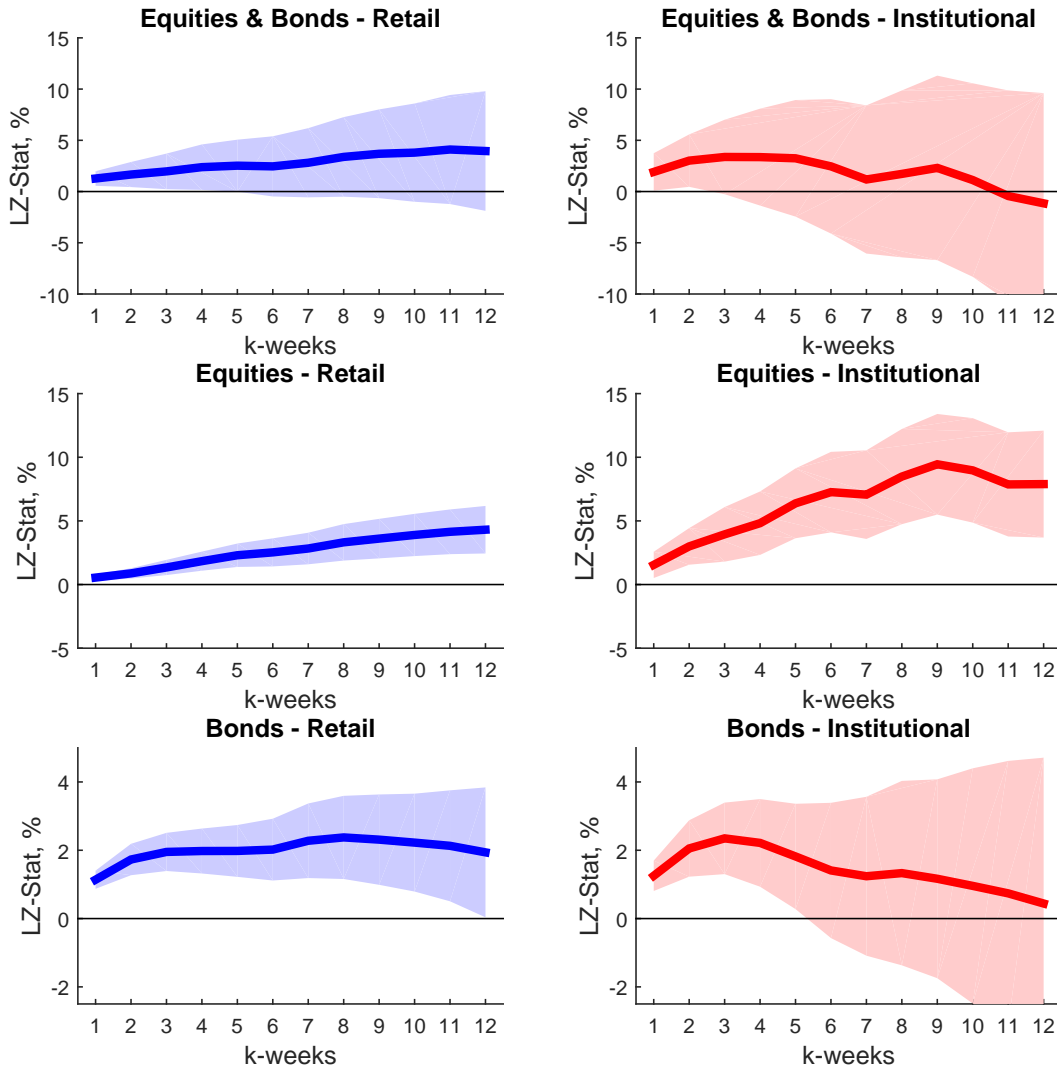 Equities & Bonds - Retail
15
10
5
0
-5
-10
LZ-Stat, %
1 2 3 4 5 6 7 8 9 10 11 12
k-weeks
Equities & Bonds - Institutional
15
10
5
0
-5
-10
LZ-Stat, %
1 2 3 4 5 6 7 8 9 10 11 12
k-weeks
Equities - Retail
15
10
5
0
-5
LZ-Stat, %
1 2 3 4 5 6 7 8 9 10 11 12
k-weeks
Equities - Institutional
15
10
5
0
-5
LZ-Stat, %
1 2 3 4 5 6 7 8 9 10 11 12
k-weeks
Bonds - Retail
4
2
0
-2
LZ-Stat, %
1 2 3 4 5 6 7 8 9 10 11 12
k-weeks
Bonds - Institutional
4
2
0
-2
LZ-Stat, %
1 2 3 4 5 6 7 8 9 10 11 12
k-weeks